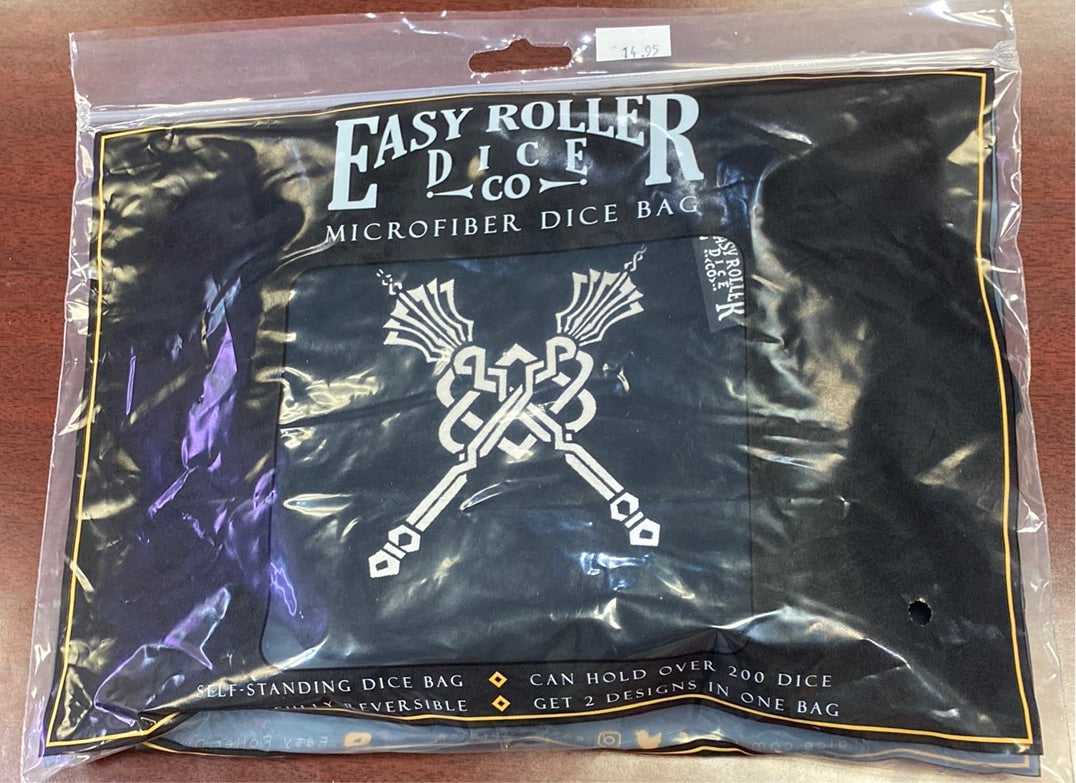 14.95
EASY ROLLER
DICE
CO
MICROFIBER DICE BAG
EASY ROLLER
DICE
CO
SELF-STANDING DICE BAG
CAN HOLD OVER 200 DICE
FULLY REVERSIBLE
GET 2 DESIGNS IN ONE BAG